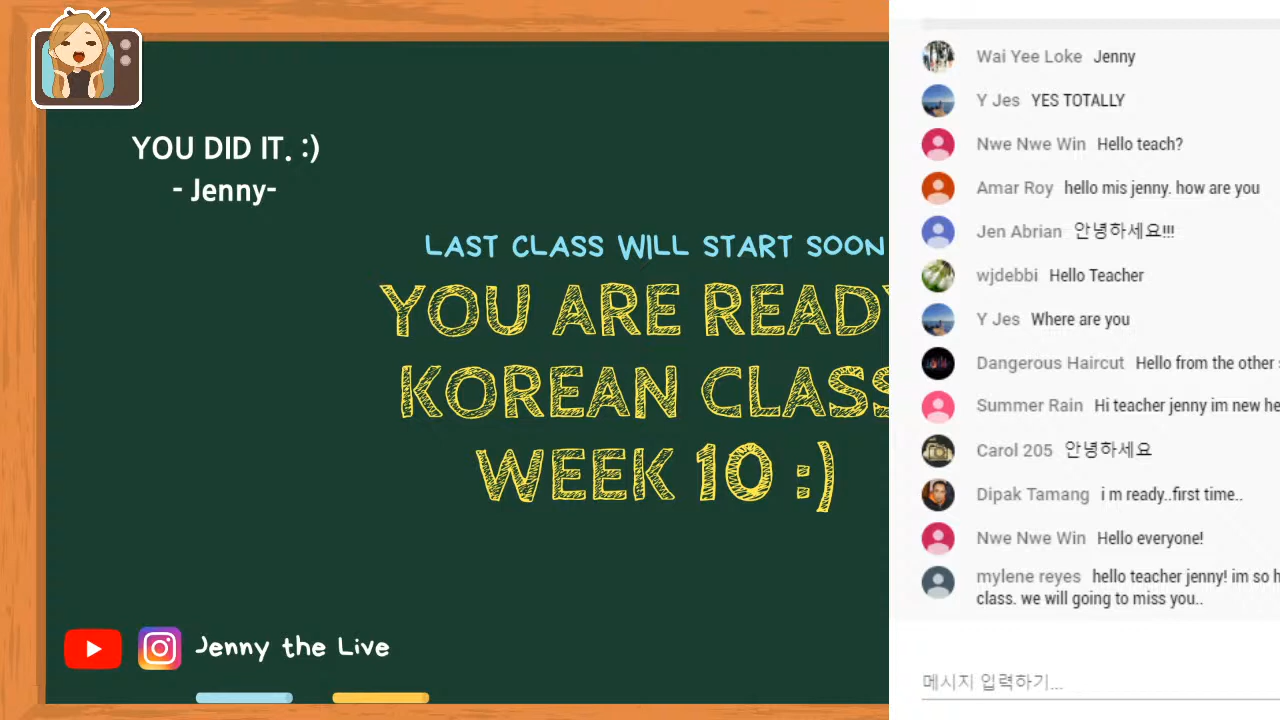 YOU DID IT. :)
- Jenny-
LAST CLASS WILL START SOON
YOU ARE READY
KOREAN CLASS
WEEK 10 :)
Jenny the Live
Wai Yee Loke Jenny
Y Jes YES TOTALLY
Nwe Nwe Win Hello teach?
Amar Roy hello mis jenny. how are you
Jen Abrian 안녕하세요!!!
wjdebbi Hello Teacher
Y Jes Where are you
Dangerous Haircut Hello from the other
Summer Rain Hi teacher jenny im new
Carol 205 안녕하세요
Dipak Tamang i m ready..first time..
Nwe Nwe Win Hello everyone!
mylene reyes hello teacher jenny! im so
class. we will going to miss you..
메시지 입력하기...